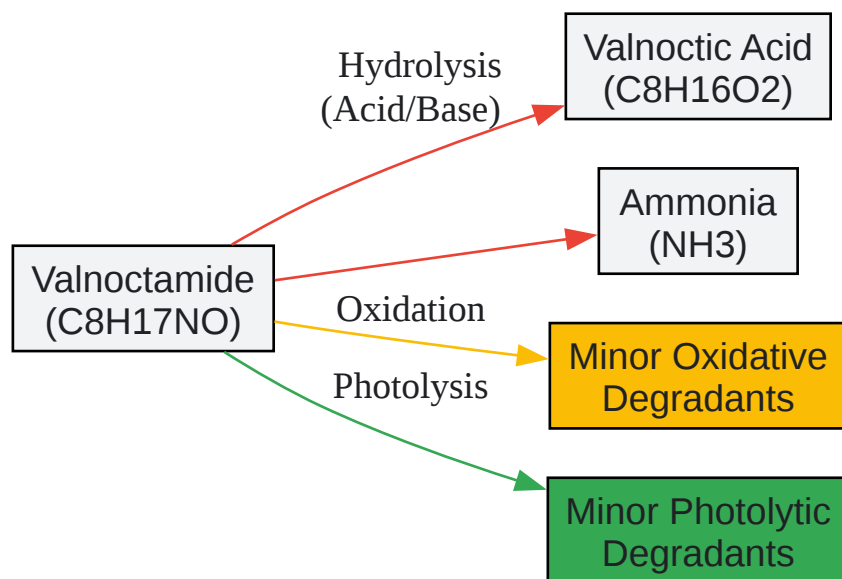 Valnoctic Acid
(C8H16O2)
Hydrolysis
(Acid/Base)
Ammonia
(NH3)
Valnoctamide
(C8H17NO)
Oxidation
Minor Oxidative
Degradants
Photolysis
Minor Photolytic
Degradants